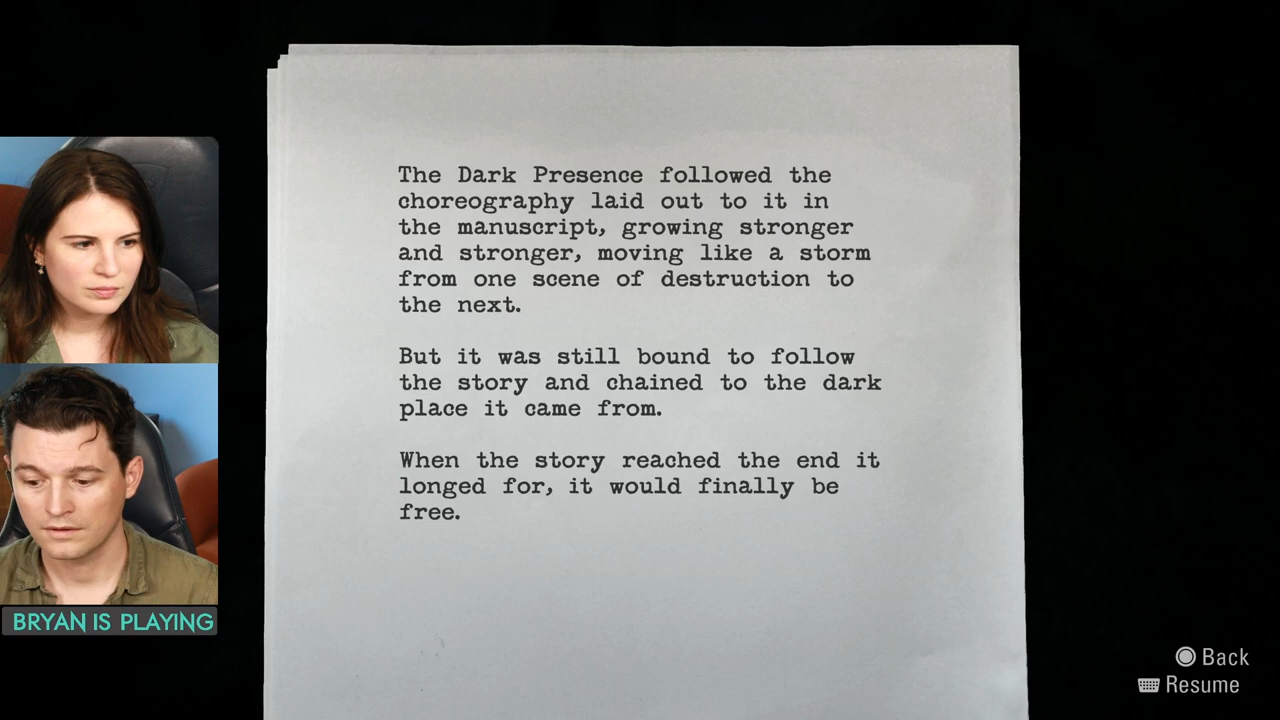 The Dark Presence followed the
choreography laid out to it in
the manuscript, growing stronger
and stronger, moving like a storm
from one scene of destruction to
the next.
But it was still bound to follow
the story and chained to the dark
place it came from.
When the story reached the end it
longed for, it would finally be
free.
BRYAN IS PLAYING
Back
Resume